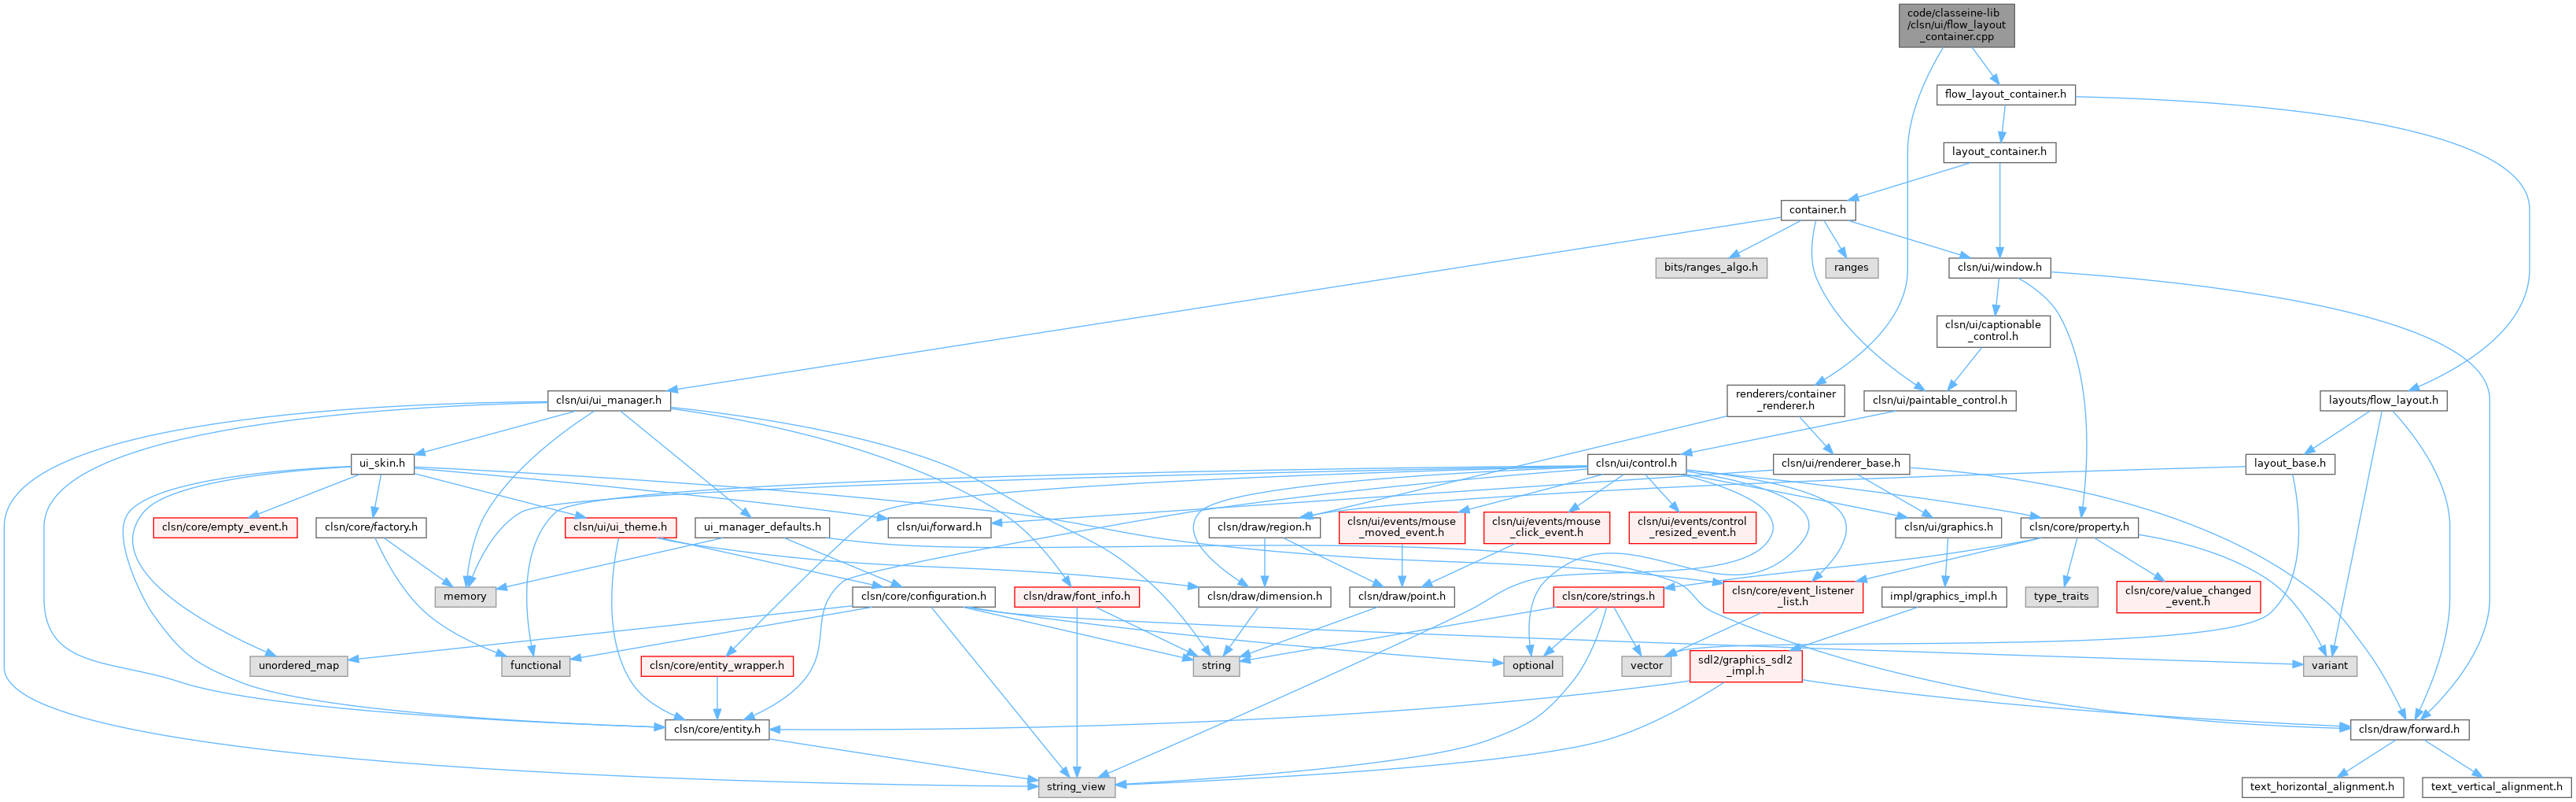 code/classeine-lib
/clsn/ui/flow_layout
_container.cpp
flow_layout_container.h
layout_container.h
container.h
bits/ranges_algo.h
ranges
clsn/ui/window.h
clsn/ui/captionable
_control.h
clsn/ui/ui_manager.h
renderers/container
_renderer.h
clsn/ui/paintable_control.h
layouts/flow_layout.h
ui_skin.h
clsn/ui/control.h
clsn/ui/renderer_base.h
layout_base.h
clsn/core/empty_event.h
clsn/core/factory.h
clsn/ui/ui_theme.h
ui_manager_defaults.h
clsn/ui/forward.h
clsn/draw/region.h
clsn/ui/events/mouse
_moved_event.h
clsn/ui/events/mouse
_click_event.h
clsn/ui/events/control
_resized_event.h
clsn/ui/graphics.h
clsn/core/property.h
memory
clsn/core/configuration.h
clsn/draw/font_info.h
clsn/draw/dimension.h
clsn/draw/point.h
clsn/core/strings.h
clsn/core/event_listener
_list.h
impl/graphics_impl.h
type_traits
clsn/core/value_changed
_event.h
unordered_map
functional
clsn/core/entity_wrapper.h
string
optional
vector
sdl2/graphics_sdl2
_impl.h
variant
clsn/core/entity.h
clsn/draw/forward.h
string_view
text_horizontal_alignment.h
text_vertical_alignment.h